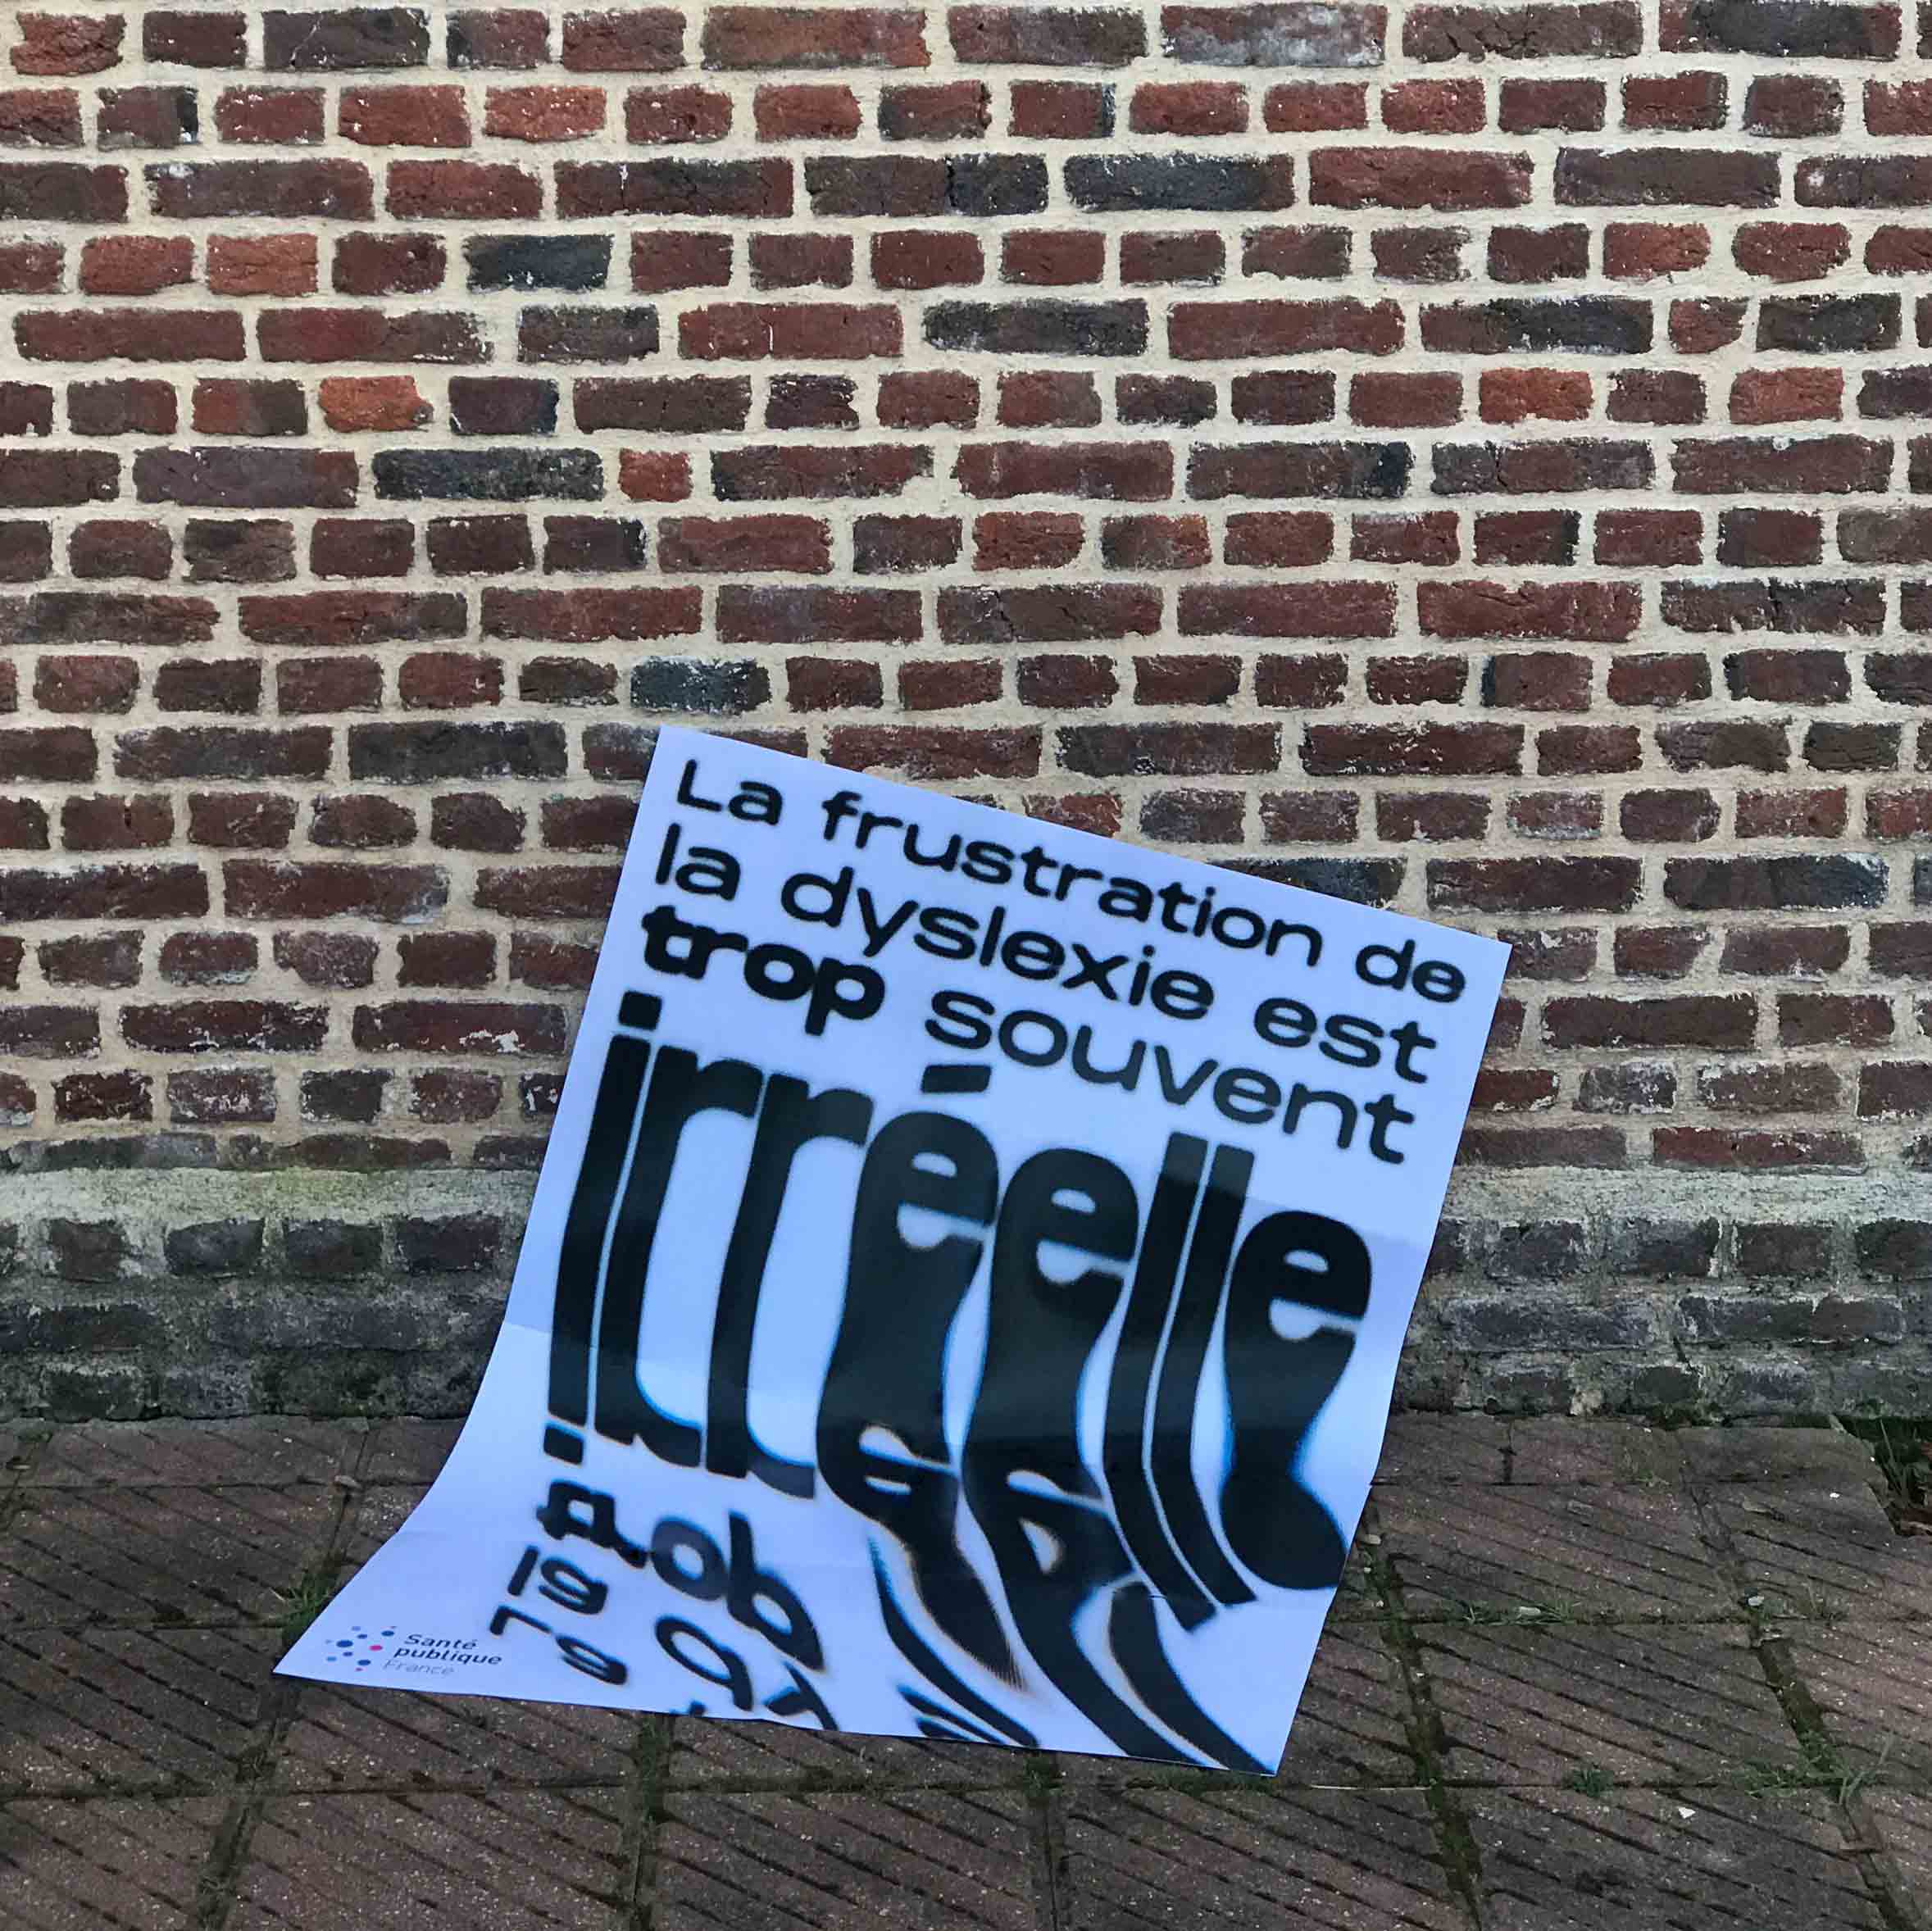 La frustration de
la dyslexie est
trop souvent
irréelle
Santé
publique
France